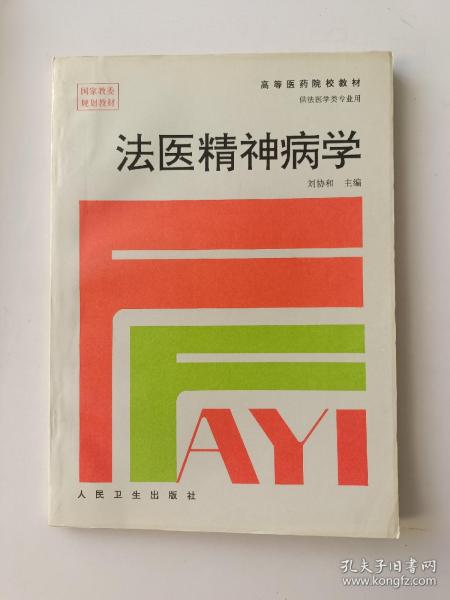 国家教委
规划教材
高等医药院校教材
供法医学类专业用
法医精神病学
刘协和 主编
FAYI
人民卫生出版社
孔夫子旧书网
www.kongfz.com